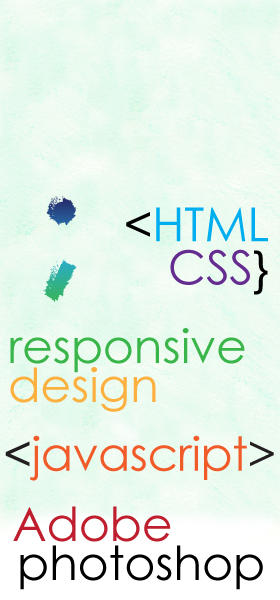 ;
<HTML
CSS}
responsive
design
<javascript>
Adobe
photoshop